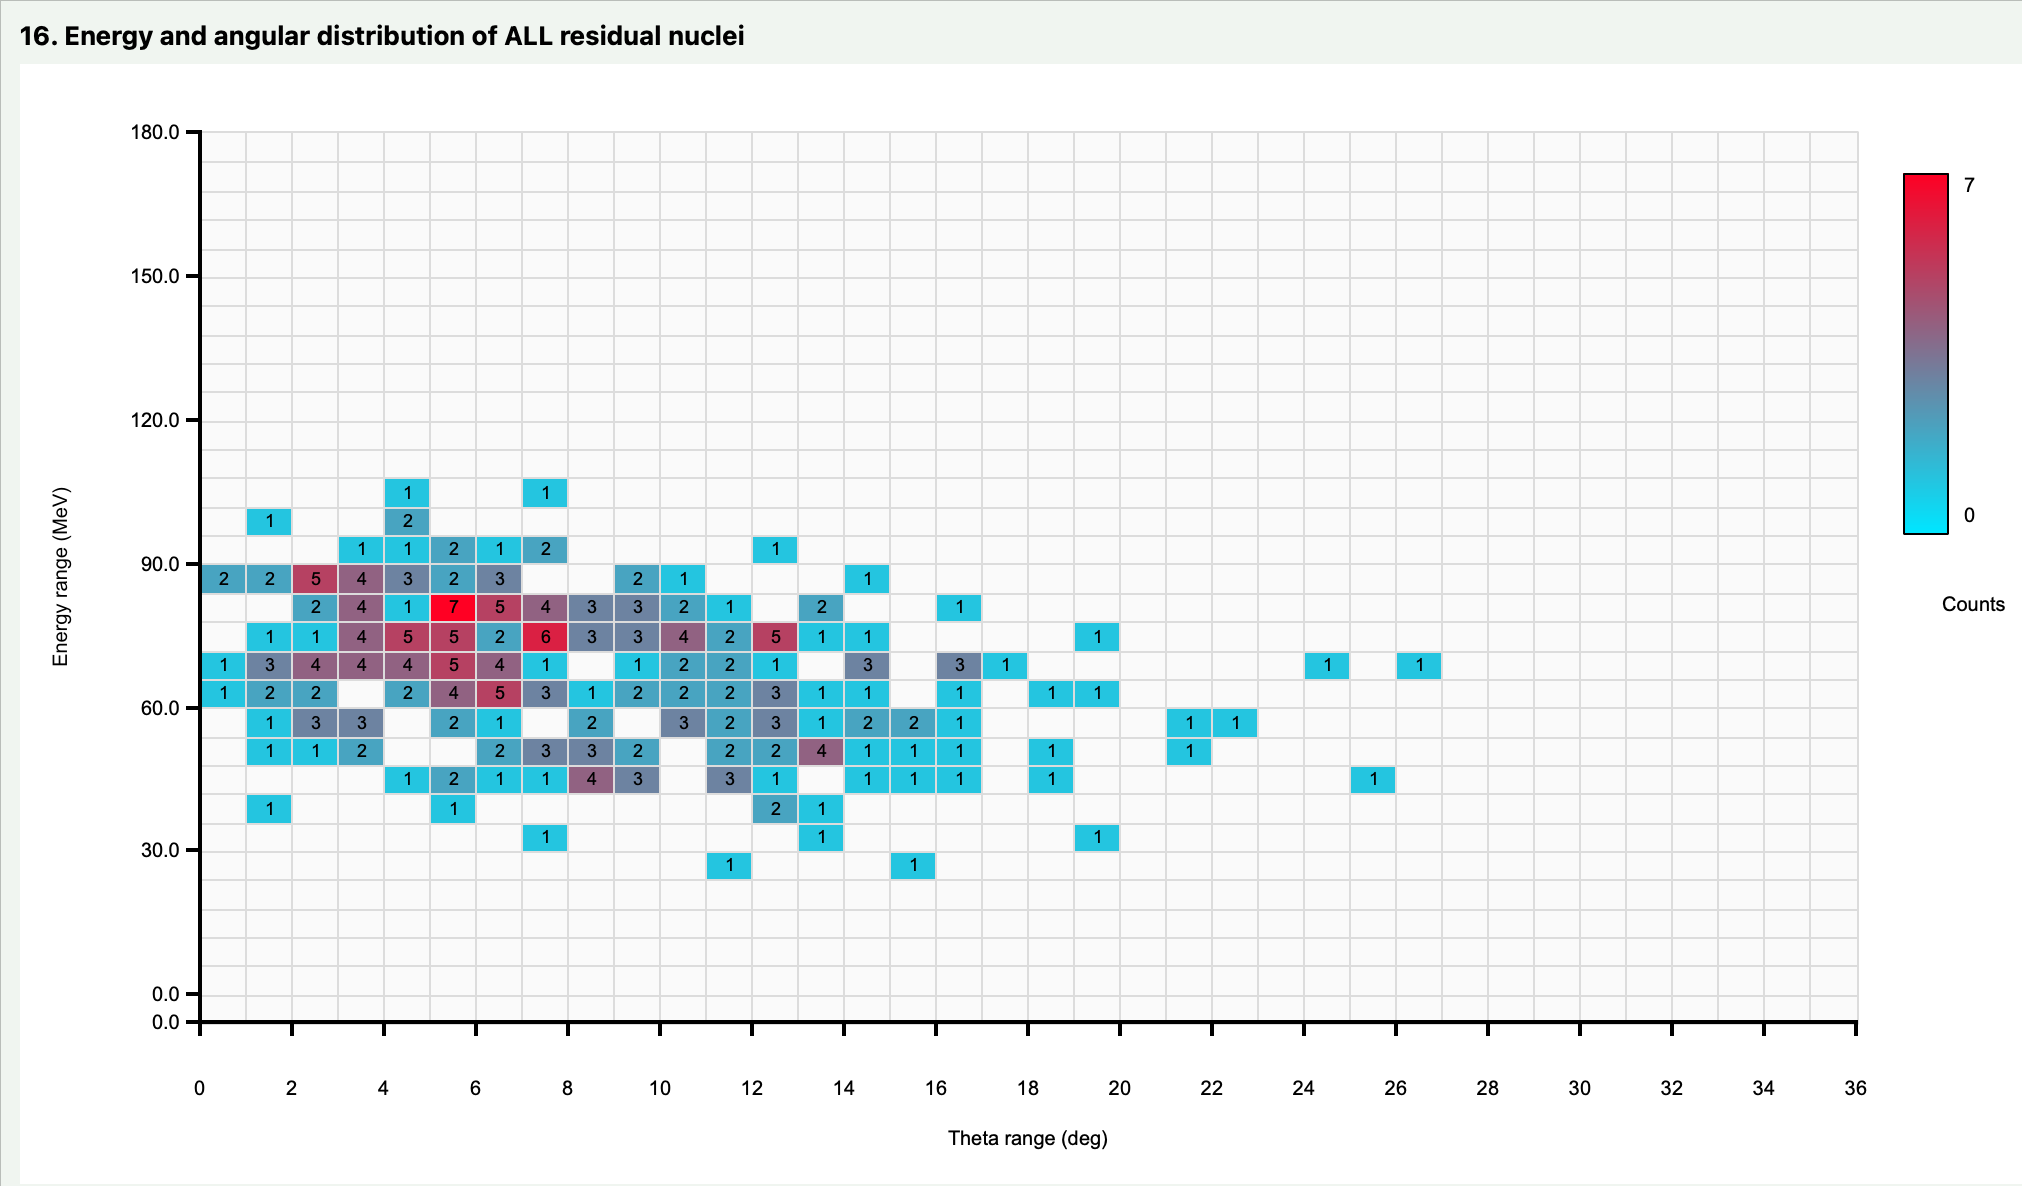 16. Energy and angular distribution of ALL residual nuclei
180.0
7
150.0
120.0
1 1
1 2
0
1 1 2 1 2 1
90.0
2 2 5 4 3 2 3 2 1 1
2 4 1 7 5 4 3 3 2 1 2 1
Counts
1 1 4 5 5 2 6 3 3 4 2 5 1 1 1
1 3 4 4 4 5 4 1 1 2 2 1 3 3 1 1 1
1 2 2 2 4 5 3 1 2 2 2 3 1 1 1 1 1
60.0
1 3 3 2 1 2 3 2 3 1 2 2 1 1 1
1 1 2 2 3 3 2 2 2 4 1 1 1 1 1
1 2 1 1 4 3 3 1 1 1 1 1 1
1 1 2 1
1 1 1
30.0
1 1
0.0
0.0
Energy range (MeV)
0 2 4 6 8 10 12 14 16 18 20 22 24 26 28 30 32 34 36
Theta range (deg)